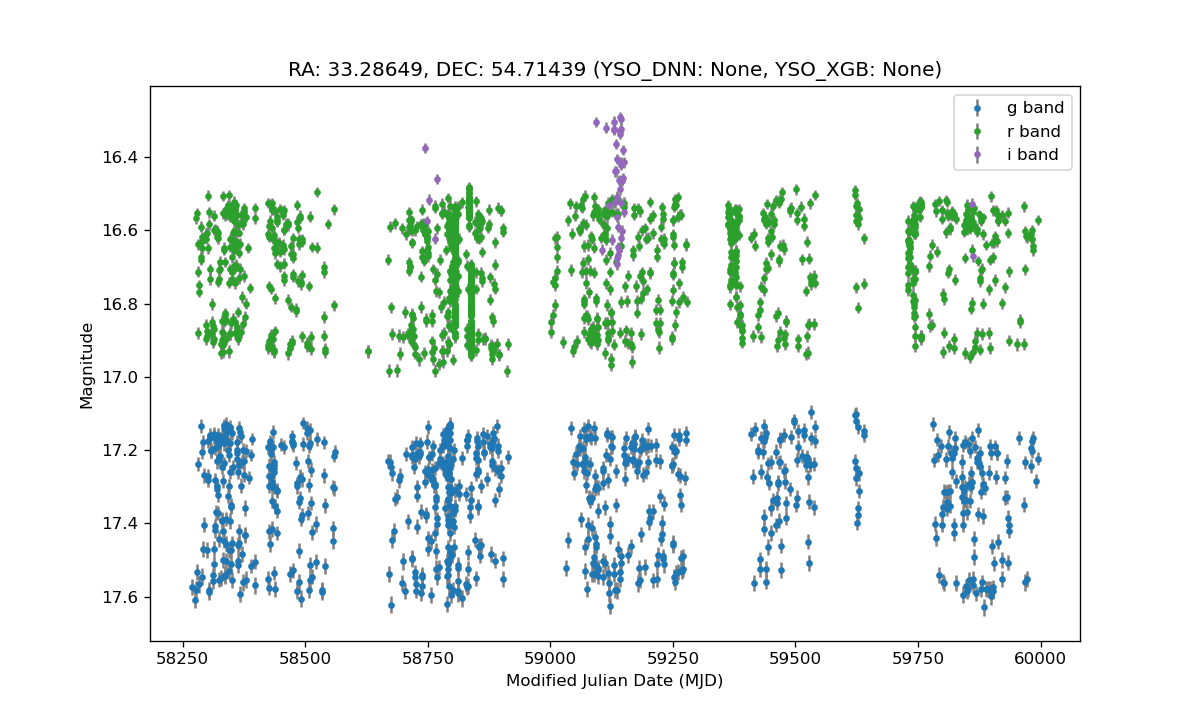 RA: 33.28649, DEC: 54.71439 (YSO_DNN: None, YSO_XGB: None)
g band
r band
i band
16.4
16.6
16.8
17.0
17.2
17.4
17.6
Magnitude
58250 58500 58750 59000 59250 59500 59750 60000
Modified Julian Date (MJD)